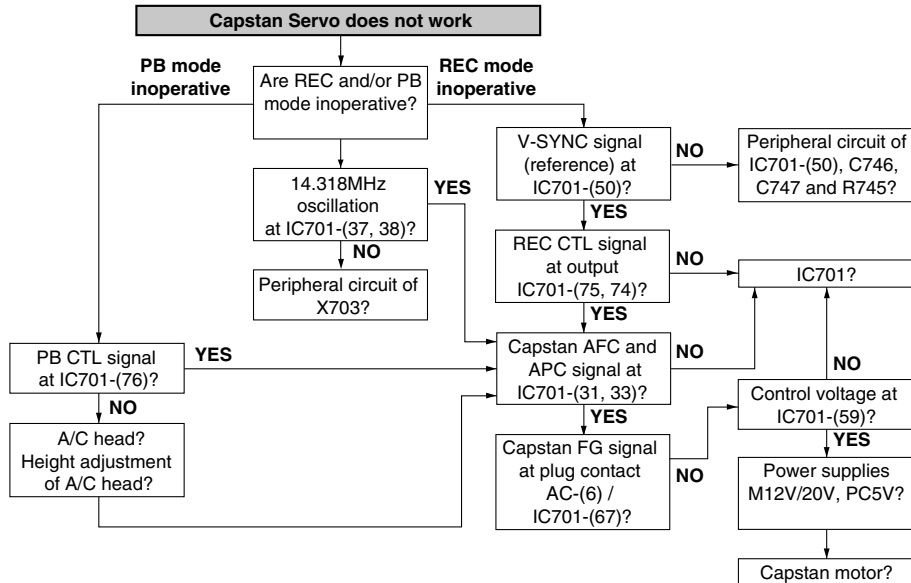 Capstan Servo does not work
PB mode
inoperative
Are REC and/or PB
mode inoperative?
REC mode
inoperative
V-SYNC signal
(reference) at
IC701-(50)?
NO
Peripheral circuit of
IC701-(50), C746,
C747 and R745?
14.318MHz
oscillation
at IC701-(37, 38)?
YES
YES
NO
REC CTL signal
at output
IC701-(75, 74)?
NO
IC701?
Peripheral circuit of
X703?
YES
PB CTL signal
at IC701-(76)?
YES
Capstan AFC and
APC signal at
IC701-(31, 33)?
NO
NO
Control voltage at
IC701-(59)?
NO
YES
YES
A/C head?
Height adjustment
of A/C head?
Capstan FG signal
at plug contact
AC-(6) /
IC701-(67)?
NO
Power supplies
M12V/20V, PC5V?
Capstan motor?